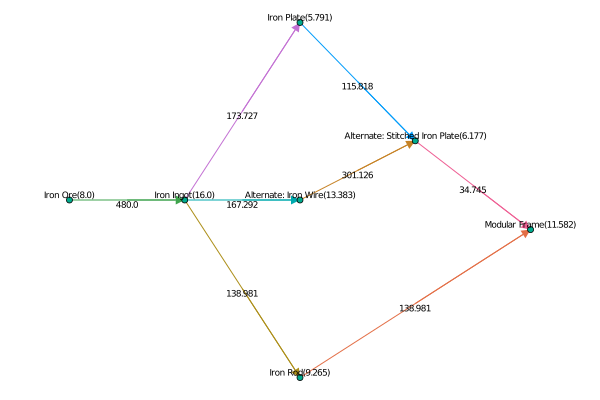 Iron Plate(5.791)
173.727
115.818
Alternate: Stitched Iron Plate(6.177)
301.126
Iron Ore(8.0)
480.0
Iron Ingot(16.0)
167.292
Alternate: Iron Wire(13.383)
34.745
Modular Frame(11.582)
138.981
138.981
Iron Rod(9.265)